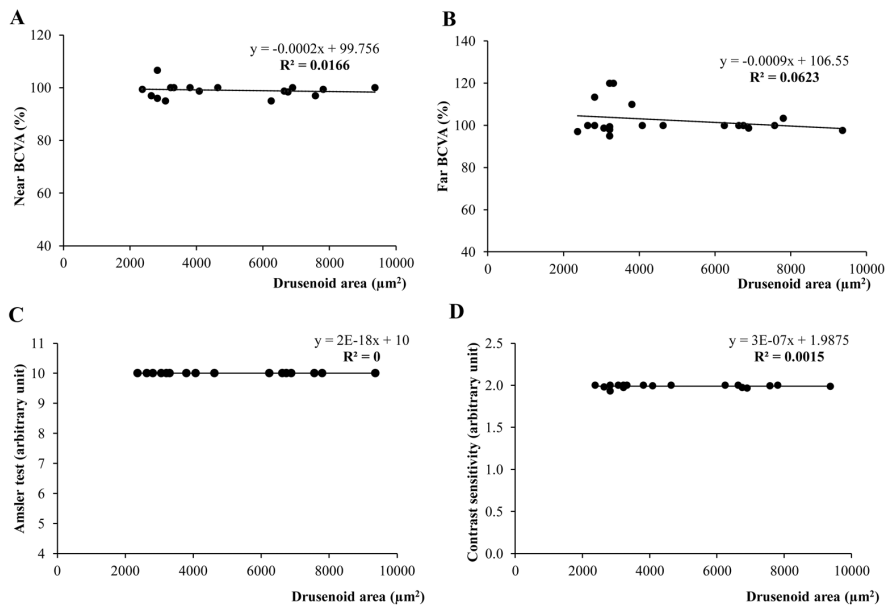 A
y = -0.0002x + 99.756
R² = 0.0166
120
100
80
60
40
0
2000
4000
6000
8000
10000
Near BCVA (%)
Drusenoid area (µm²)
B
y = -0.0009x + 106.55
R² = 0.0623
140
120
100
80
60
40
0
2000
4000
6000
8000
10000
Far BCVA (%)
Drusenoid area (µm²)
C
y = 2E-18x + 10
R² = 0
11
10
9
8
7
6
5
4
0
2000
4000
6000
8000
10000
Amsler test (arbitrary unit)
Drusenoid area (µm²)
D
y = 3E-07x + 1.9875
R² = 0.0015
2.5
2.0
1.5
1.0
0.5
0.0
0
2000
4000
6000
8000
10000
Contrast sensitivity (arbitrary unit)
Drusenoid area (µm²)